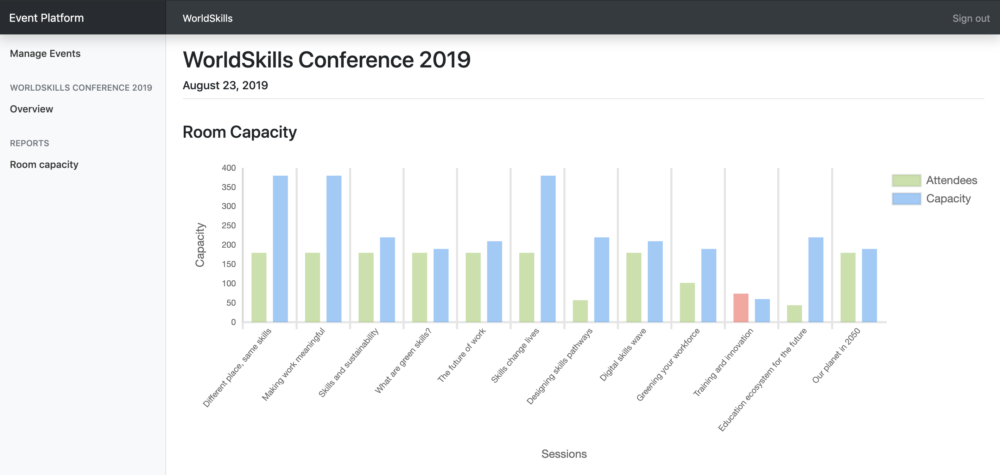 Event Platform
WorldSkills
Sign out
Manage Events
WORLDSKILLS CONFERENCE 2019
Overview
REPORTS
Room capacity
WorldSkills Conference 2019
August 23, 2019
Room Capacity
400
350
300
250
200
150
100
50
0
Capacity
Attendees
Capacity
Different place, same skills
Making work meaningful
Skills and sustainability
What are green skills?
The future of work
Skills change lives
Designing skills pathways
Digital skills wave
Greening your workforce
Training and innovation
Education ecosystem for the future
Our planet in 2050
Sessions